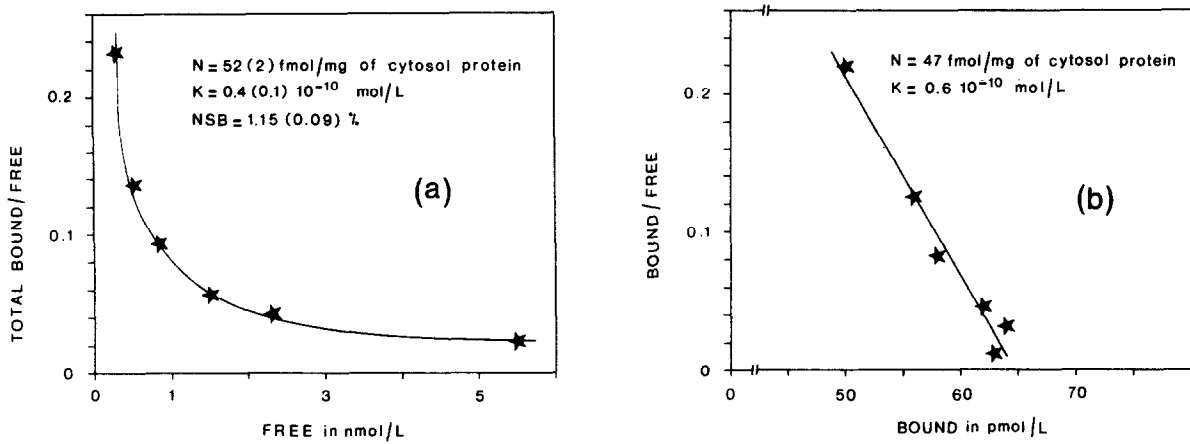 N = 52 (2) fmol/mg of cytosol protein
K = 0.4 (0.1) 10⁻¹⁰ mol/L
NSB = 1.15 (0.09) %
(a)
TOTAL BOUND/FREE
0.2
0.1
0
0
1
3
5
FREE in nmol/L
N = 47 fmol/mg of cytosol protein
K = 0.6 10⁻¹⁰ mol/L
(b)
BOUND/FREE
0.2
0.1
0
0
50
60
70
BOUND in pmol/L